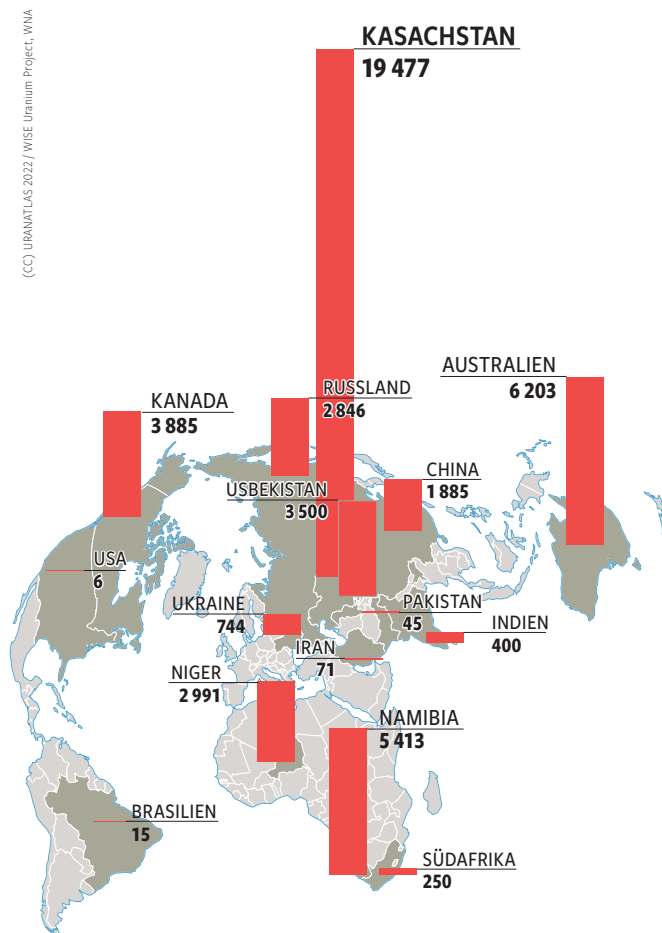 (CC) URANATLAS 2022 / WISE Uranium Project, WNA
KASACHSTAN
19 477
AUSTRALIEN
6 203
RUSSLAND
2 846
KANADA
3 885
CHINA
1 885
USBEKISTAN
3 500
USA
6
UKRAINE
744
PAKISTAN
45
INDIEN
400
IRAN
71
NIGER
2 991
NAMIBIA
5 413
BRASILIEN
15
SÜDAFRIKA
250